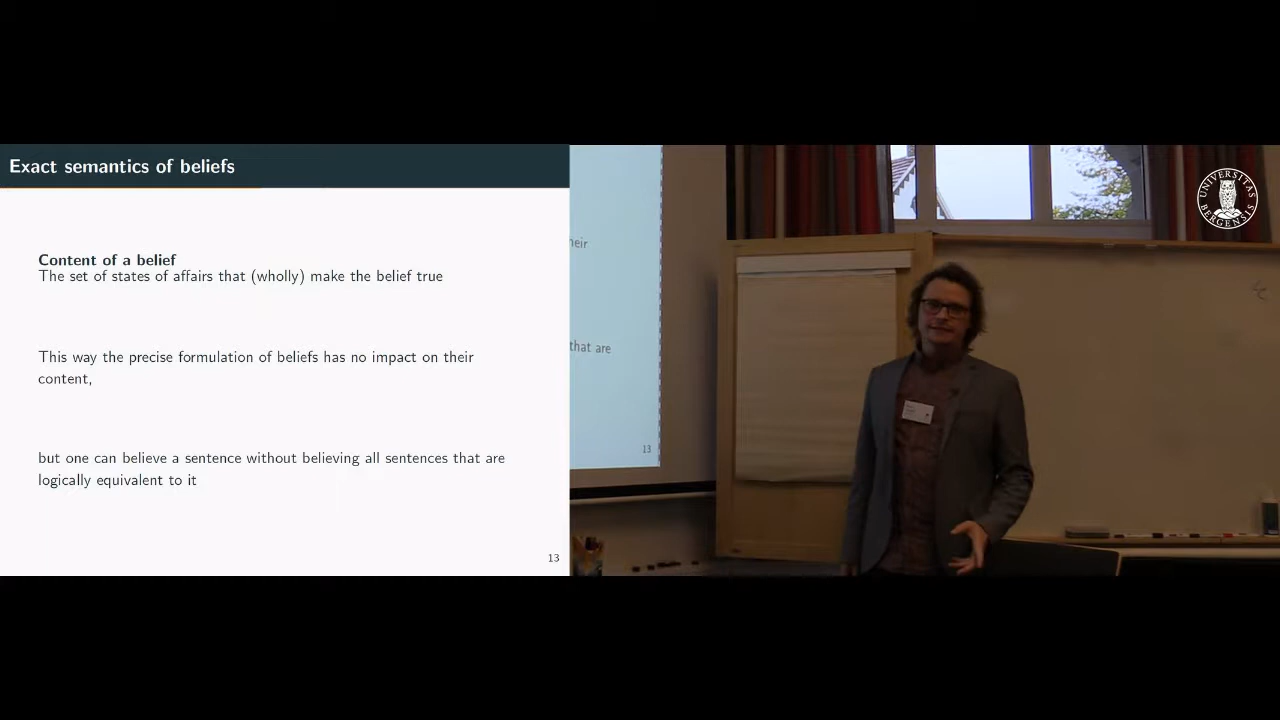 Exact semantics of beliefs
Content of a belief
The set of states of affairs that (wholly) make the belief true
This way the precise formulation of beliefs has no impact on their
content,
but one can believe a sentence without believing all sentences that are
logically equivalent to it
13
heir
that are
13
UNIVERSITAS
BERGENSIS